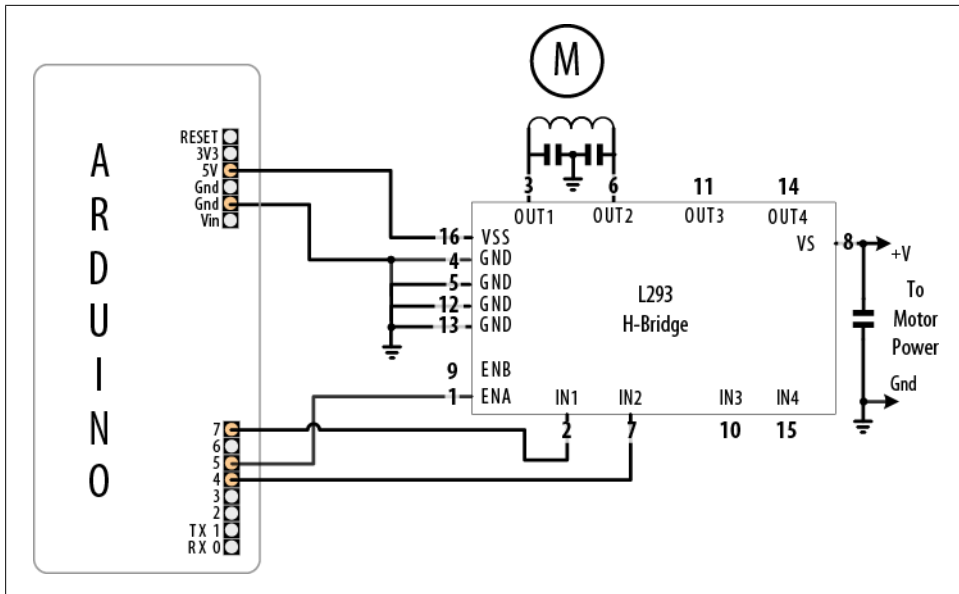 M
ARDUINO
RESET
3V3
5V
Gnd
Gnd
Vin
7
6
5
4
3
2
TX 1
RX 0
3
6
11
14
OUT1
OUT2
OUT3
OUT4
16 VSS
4 GND
5 GND
12 GND
13 GND
9 ENB
1 ENA
VS 8
+V
L293
H-Bridge
To
Motor
Power
Gnd
IN1
IN2
IN3
IN4
2
7
10
15